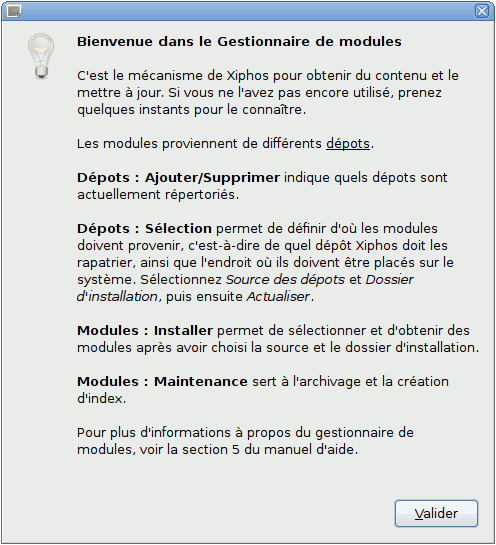 Bienvenue dans le Gestionnaire de modules
C'est le mécanisme de Xiphos pour obtenir du contenu et le
mettre à jour. Si vous ne l'avez pas encore utilisé, prenez
quelques instants pour le connaître.
Les modules proviennent de différents dépots.
Dépots : Ajouter/Supprimer indique quels dépots sont
actuellement répertoriés.
Dépots : Sélection permet de définir d'où les modules
doivent provenir, c'est-à-dire de quel dépôt Xiphos doit les
rapatrier, ainsi que l'endroit où ils doivent être placés sur le
système. Sélectionnez Source des dépots et Dossier
d'installation, puis ensuite Actualiser.
Modules : Installer permet de sélectionner et d'obtenir des
modules après avoir choisi la source et le dossier d'installation.
Modules : Maintenance sert à l'archivage et la création
d'index.
Pour plus d'informations à propos du gestionnaire de
modules, voir la section 5 du manuel d'aide.
Valider